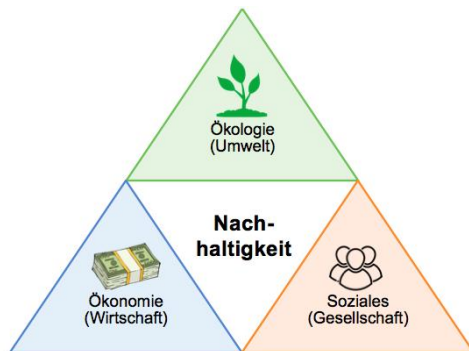 Ökologie
(Umwelt)
Nach-
haltigkeit
Ökonomie
(Wirtschaft)
Soziales
(Gesellschaft)